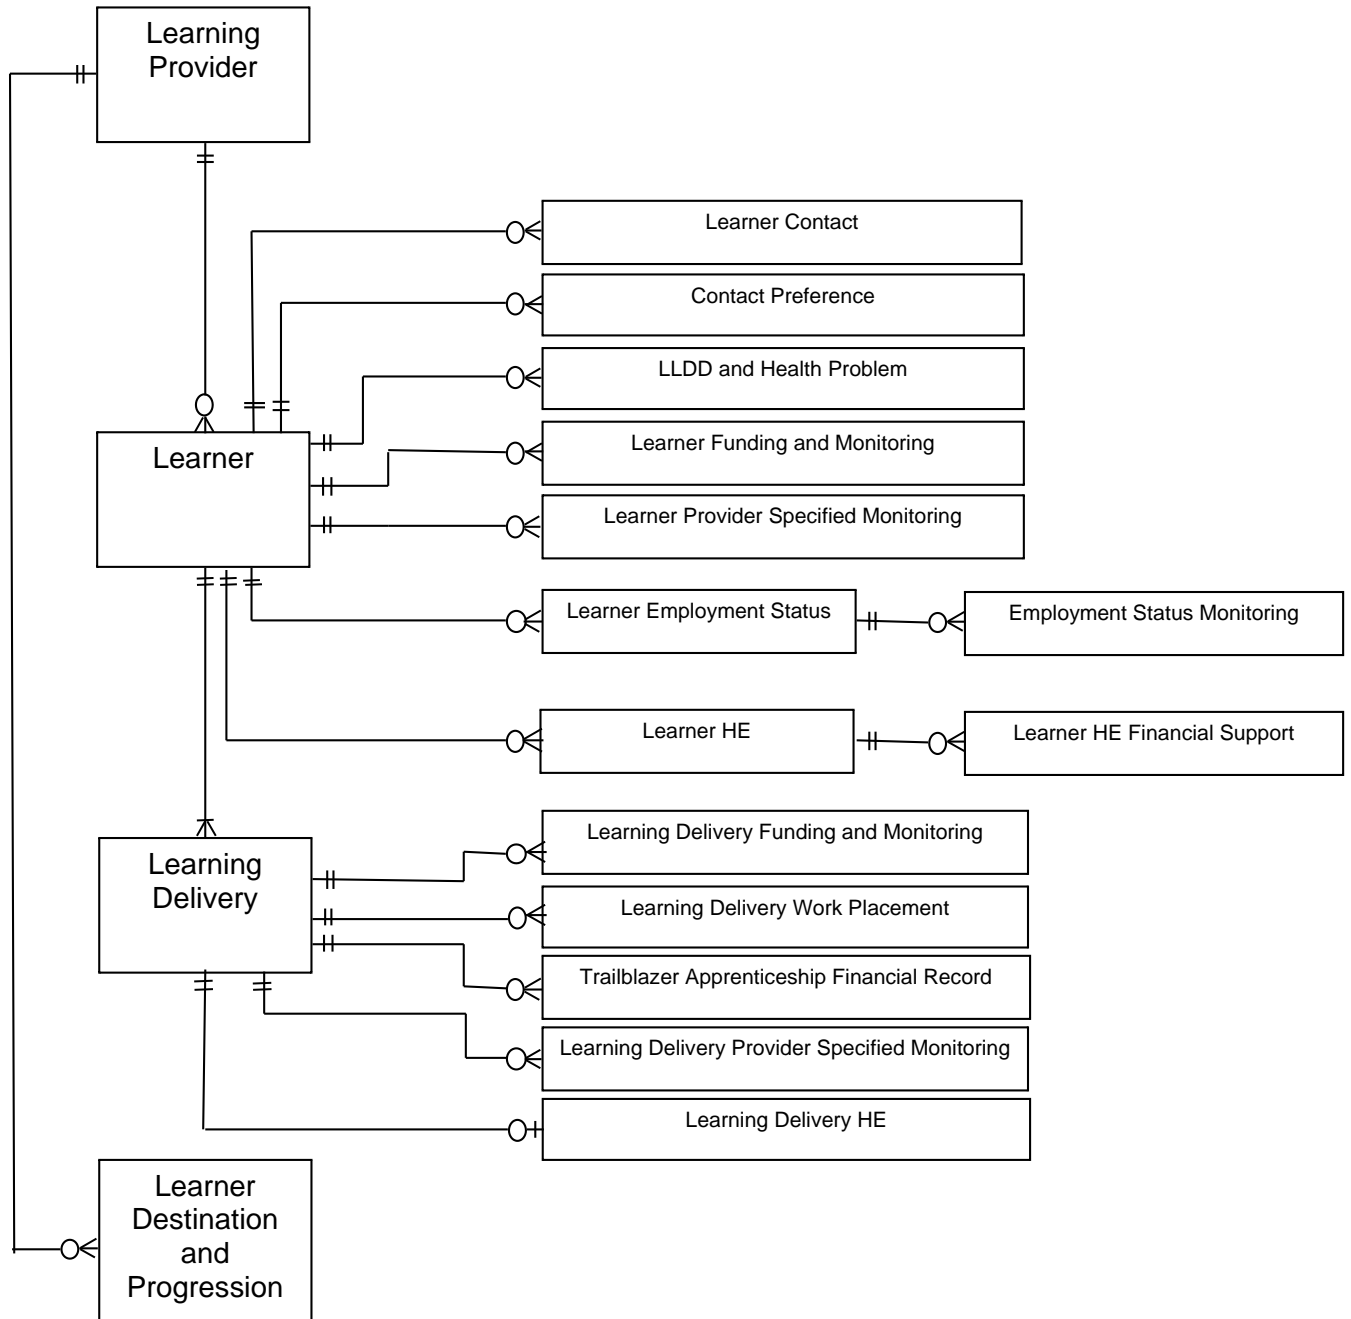 Learning
Provider
Learner Contact
Contact Preference
LLDD and Health Problem
Learner Funding and Monitoring
Learner
Learner Provider Specified Monitoring
Learner Employment Status
Employment Status Monitoring
Learner HE
Learner HE Financial Support
Learning Delivery Funding and Monitoring
Learning
Delivery
Learning Delivery Work Placement
Trailblazer Apprenticeship Financial Record
Learning Delivery Provider Specified Monitoring
Learning Delivery HE
Learner
Destination
and
Progression